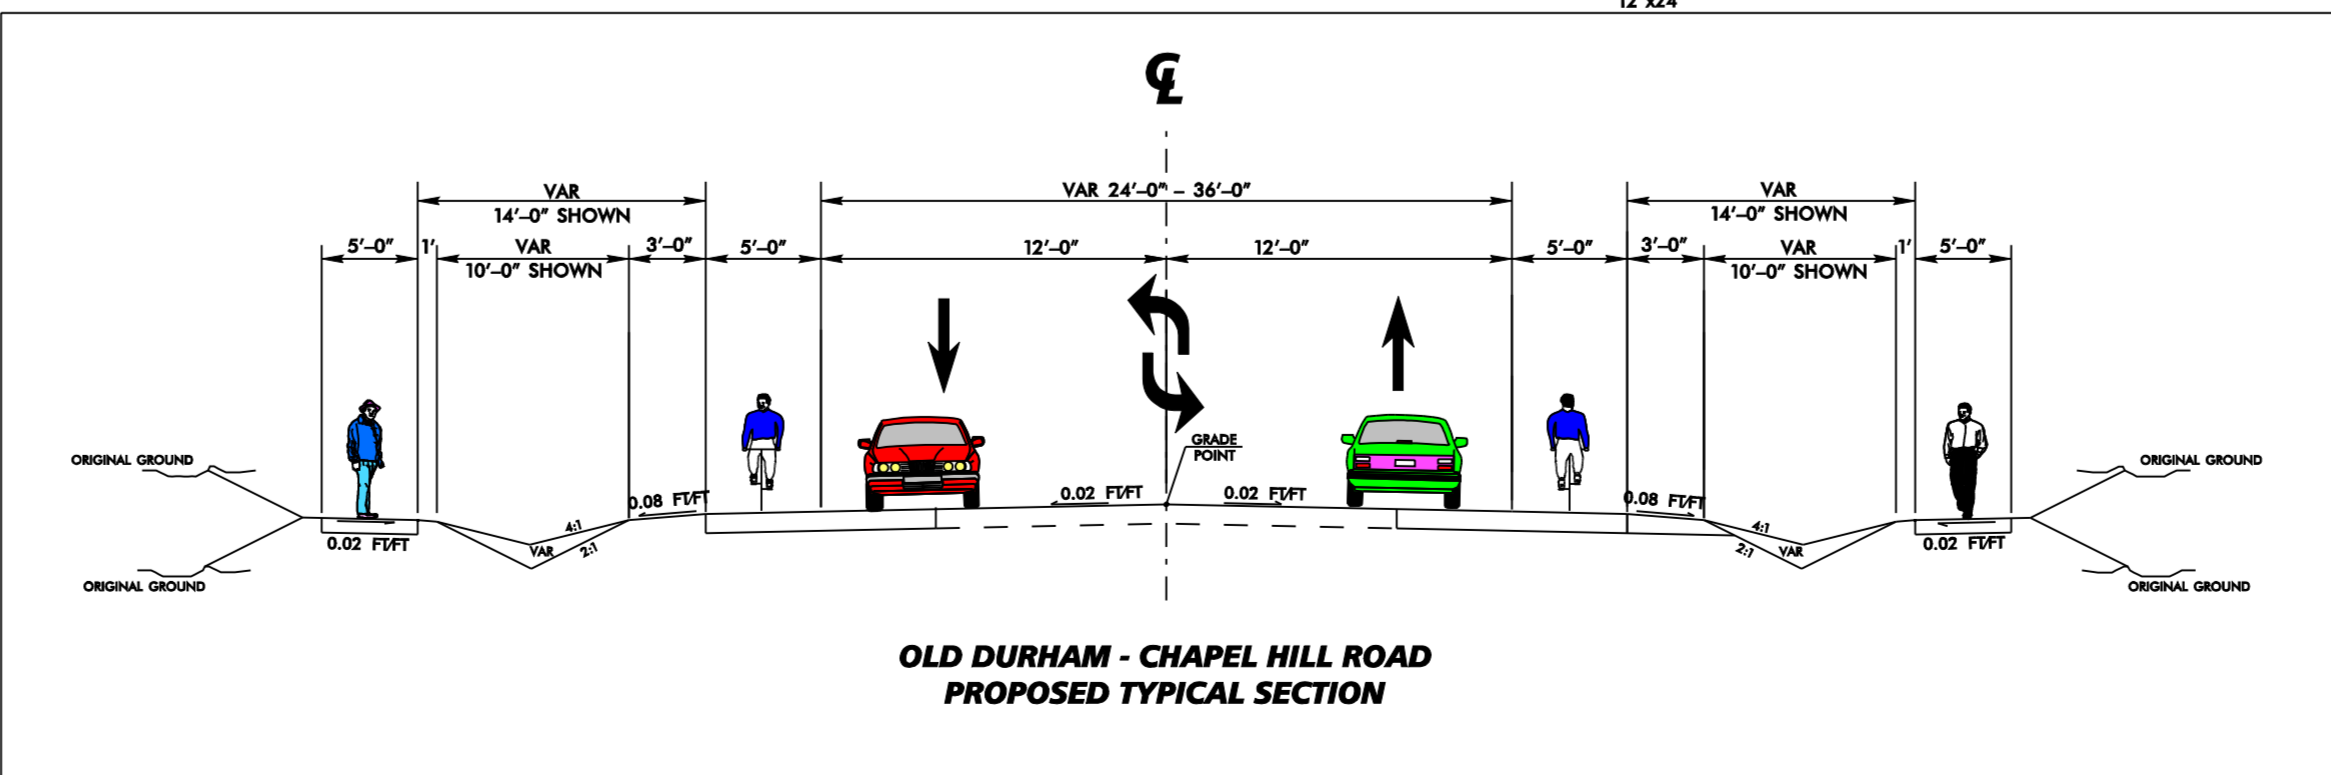 12'x24'
CL
VAR
14'–0" SHOWN
VAR 24'–0" – 36'–0"
VAR
14'–0" SHOWN
5'–0"
1'
VAR
10'–0" SHOWN
3'–0"
5'–0"
12'–0"
12'–0"
5'–0"
3'–0"
VAR
10'–0" SHOWN
1'
5'–0"
GRADE
POINT
ORIGINAL GROUND
ORIGINAL GROUND
0.08 FT/FT
0.02 FT/FT
0.02 FT/FT
0.08 FT/FT
4:1
4:1
0.02 FT/FT
VAR
2:1
2:1
VAR
0.02 FT/FT
ORIGINAL GROUND
ORIGINAL GROUND
OLD DURHAM - CHAPEL HILL ROAD
PROPOSED TYPICAL SECTION